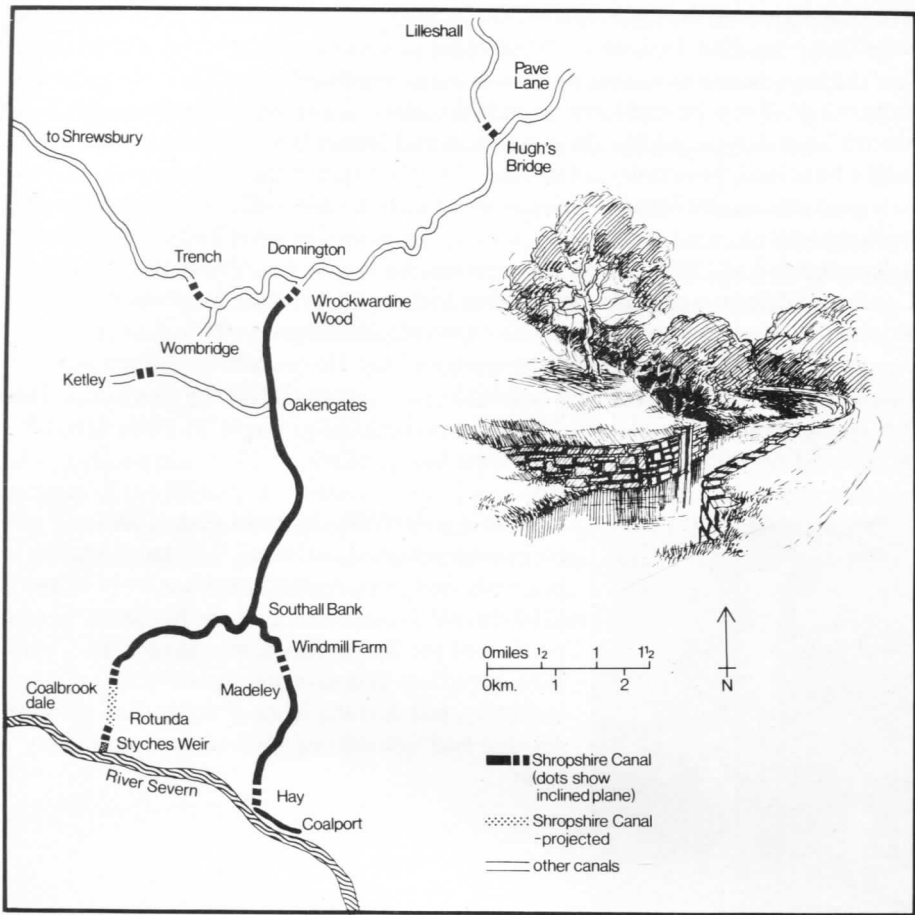 Lilleshall
Pave
Lane
to Shrewsbury
Hugh's
Bridge
Trench
Donnington
Wrockwardine
Wood
Wombridge
Ketley
Oakengates
Southall Bank
Windmill Farm
Coalbrook
dale
Madeley
Rotunda
Styches Weir
River Severn
Hay
Coalport
0miles ½ 1 1½
0km. 1 2
N
Shropshire Canal
(dots show
inclined plane)
Shropshire Canal
-projected
other canals